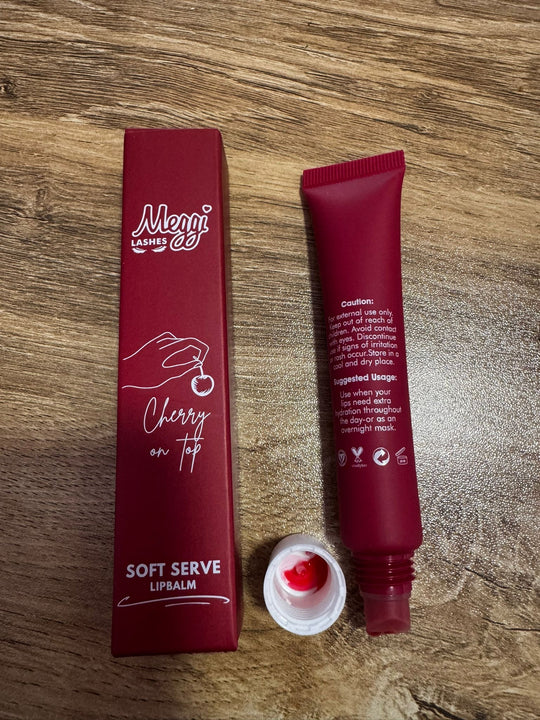 Meggi
LASHES
Cherry
on top
SOFT SERVE
LIPBALM
Caution:
For external use only.
Keep out of reach of
children. Avoid contact
with eyes. Discontinue
use if signs of irritation
or rash occur.Store in a
cool and dry place.
Suggested Usage:
Use when your
lips need extra
hydration throughout
the day-or as an
overnight mask.